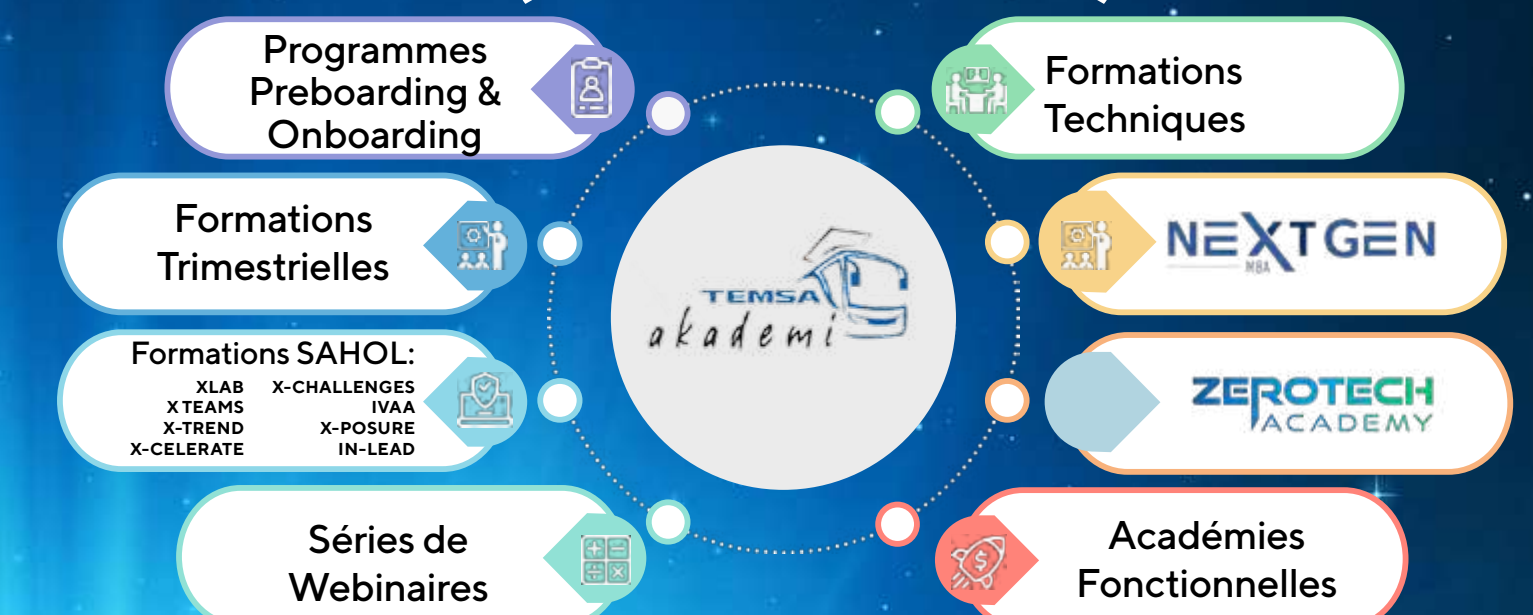 Programmes
Preboarding &
Onboarding
Formations
Techniques
Formations
Trimestrielles
NEXTGEN
MBA
TEMSA
akademi
Formations SAHOL:
XLAB X-CHALLENGES
X TEAMS IVAA
X-TREND X-POSURE
X-CELERATE IN-LEAD
ZEROTECH
ACADEMY
Séries de
Webinaires
Académies
Fonctionnelles